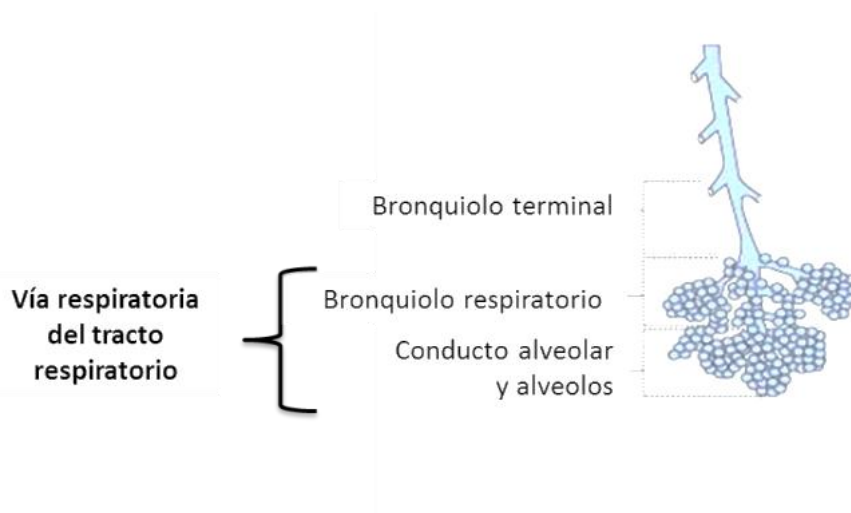 Bronquiolo terminal
Vía respiratoria
del tracto
respiratorio
Bronquiolo respiratorio
Conducto alveolar
y alveolos